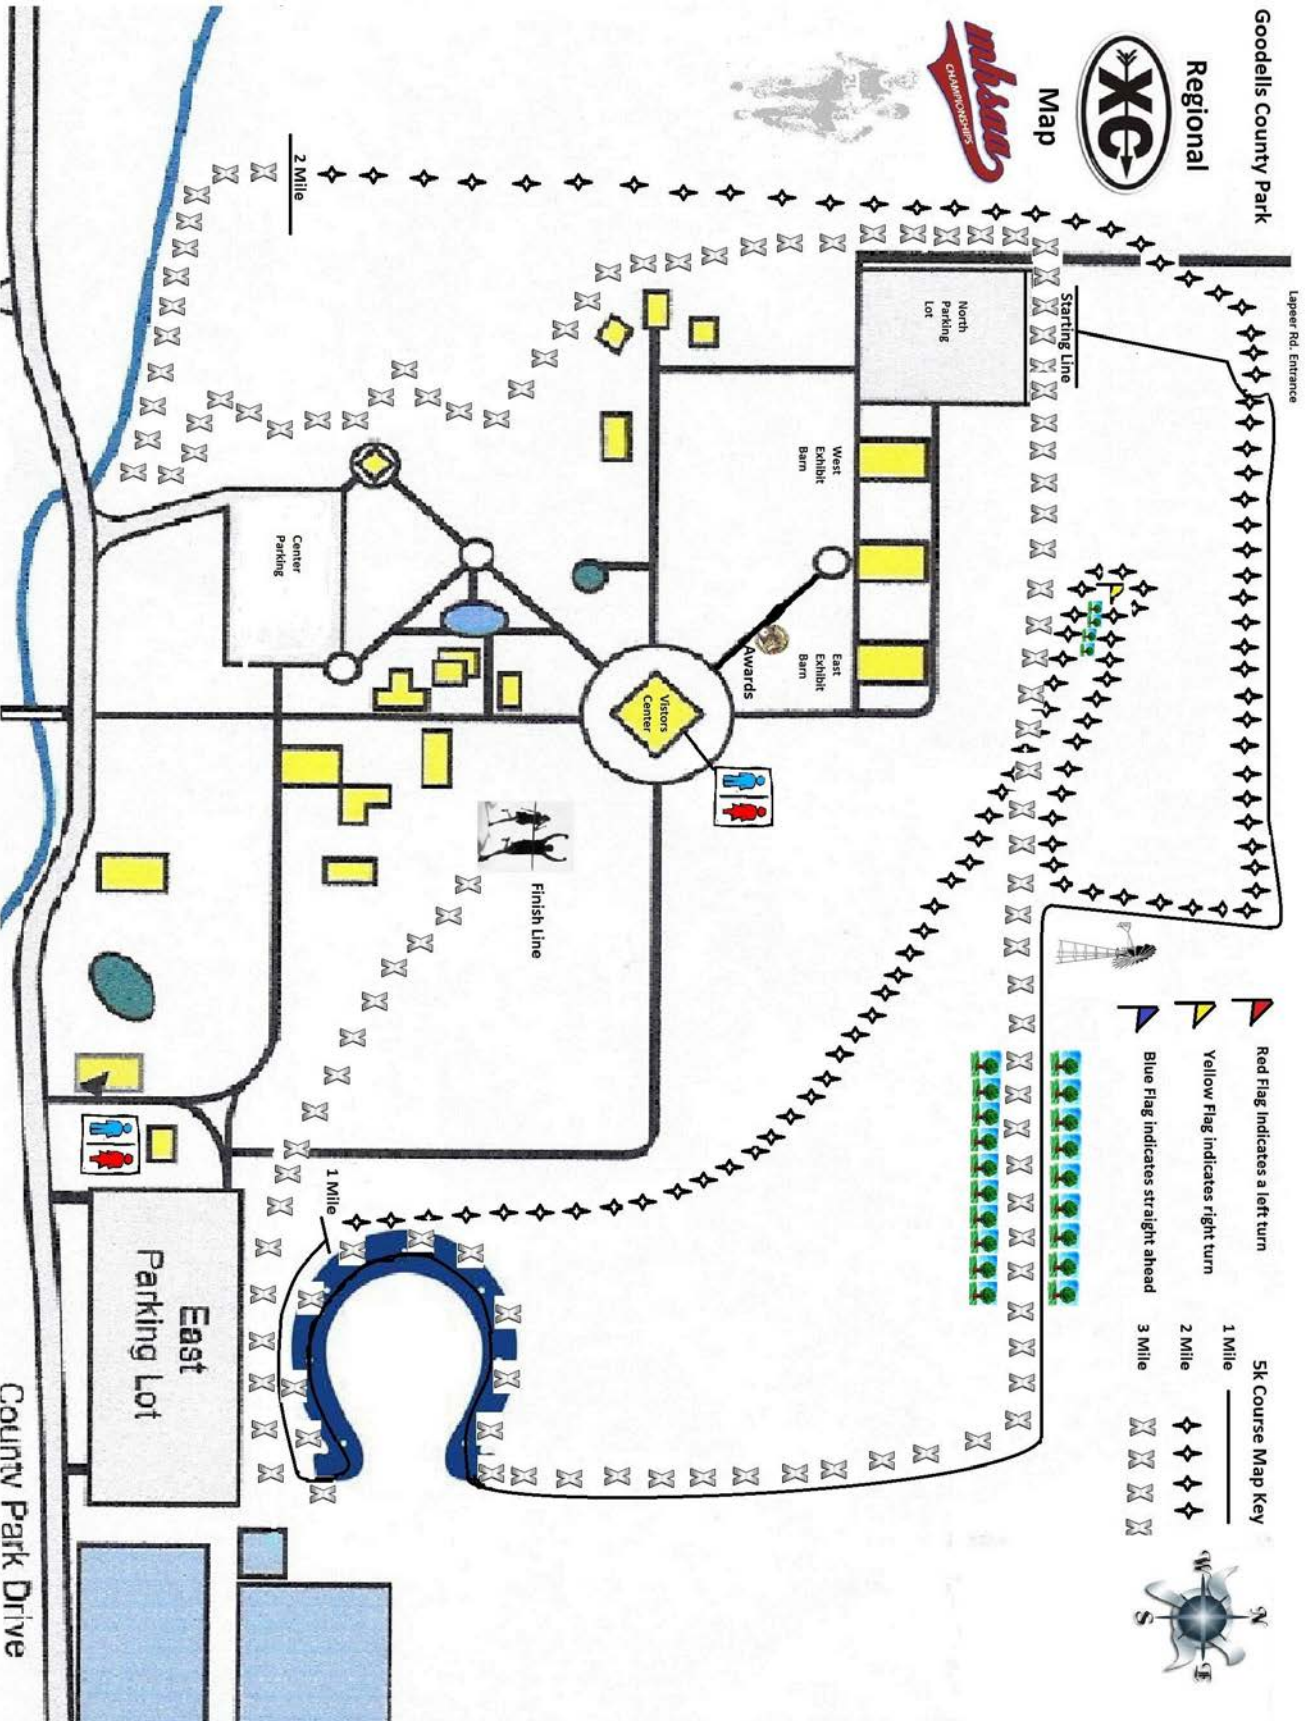 Goodells County Park
Regional
XC
Map
mhsaa
CHAMPIONSHIPS
Lapeer Rd. Entrance
Starting Line
North
Parking
Lot
2 Mile
West
Exhibit
Barn
East
Exhibit
Barn
Awards
Vistors
Center
Center
Parking
Finish Line
1 Mile
East
Parking Lot
County Park Drive
Red Flag Indicates a left turn
Yellow Flag indicates right turn
Blue Flag indicates straight ahead
5k Course Map Key
1 Mile
2 Mile
3 Mile
N
W
E
S